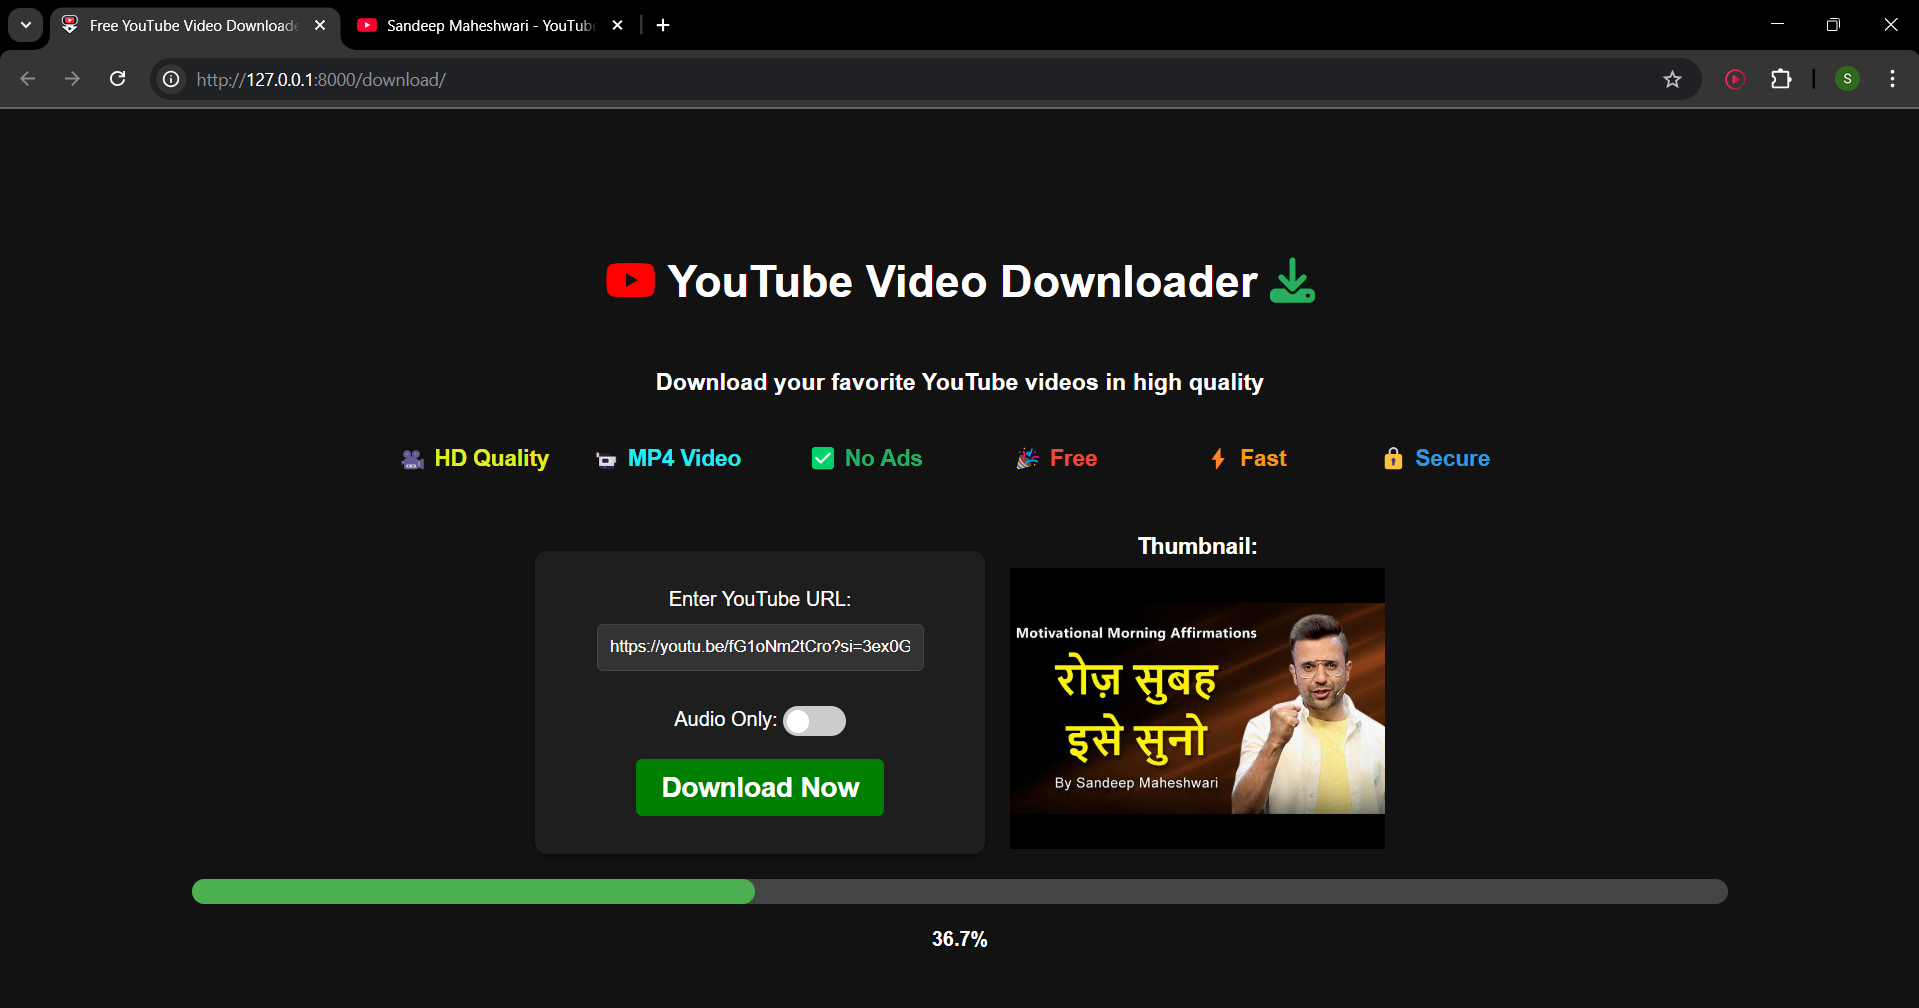 Free YouTube Video Downloade
Sandeep Maheshwari - YouTube
http://127.0.0.1:8000/download/
S
YouTube Video Downloader
Download your favorite YouTube videos in high quality
HD Quality
MP4 Video
No Ads
Free
Fast
Secure
Enter YouTube URL:
https://youtu.be/fG1oNm2tCro?si=3ex0G
Audio Only:
Download Now
Thumbnail:
Motivational Morning Affirmations
रोज़ सुबह
इसे सुनो
By Sandeep Maheshwari
36.7%